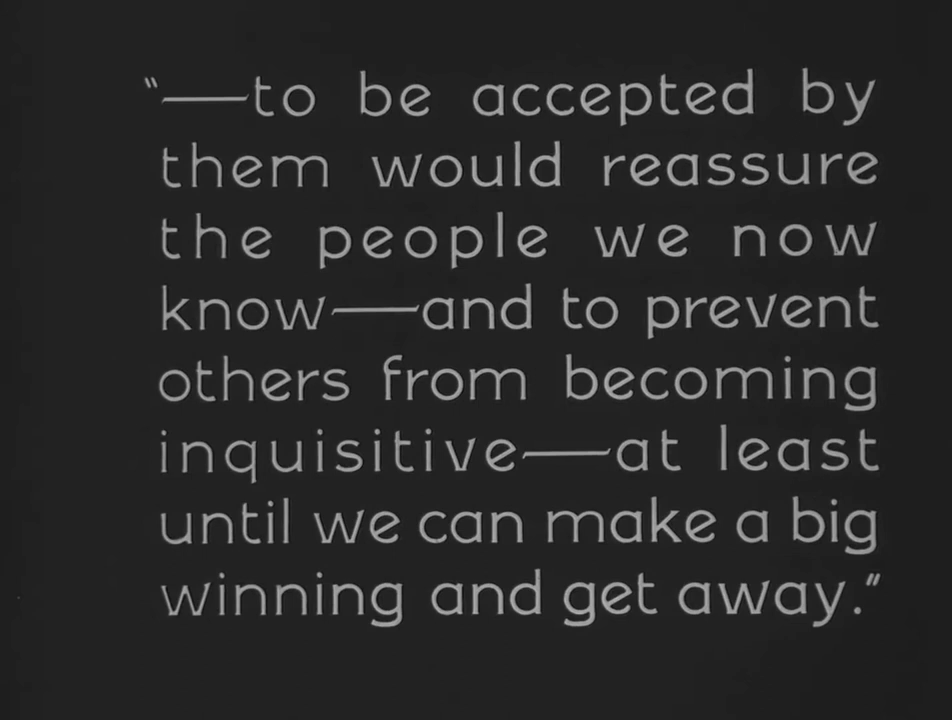 "—to be accepted by
them would reassure
the people we now
know—and to prevent
others from becoming
inquisitive—at least
until we can make a big
winning and get away."